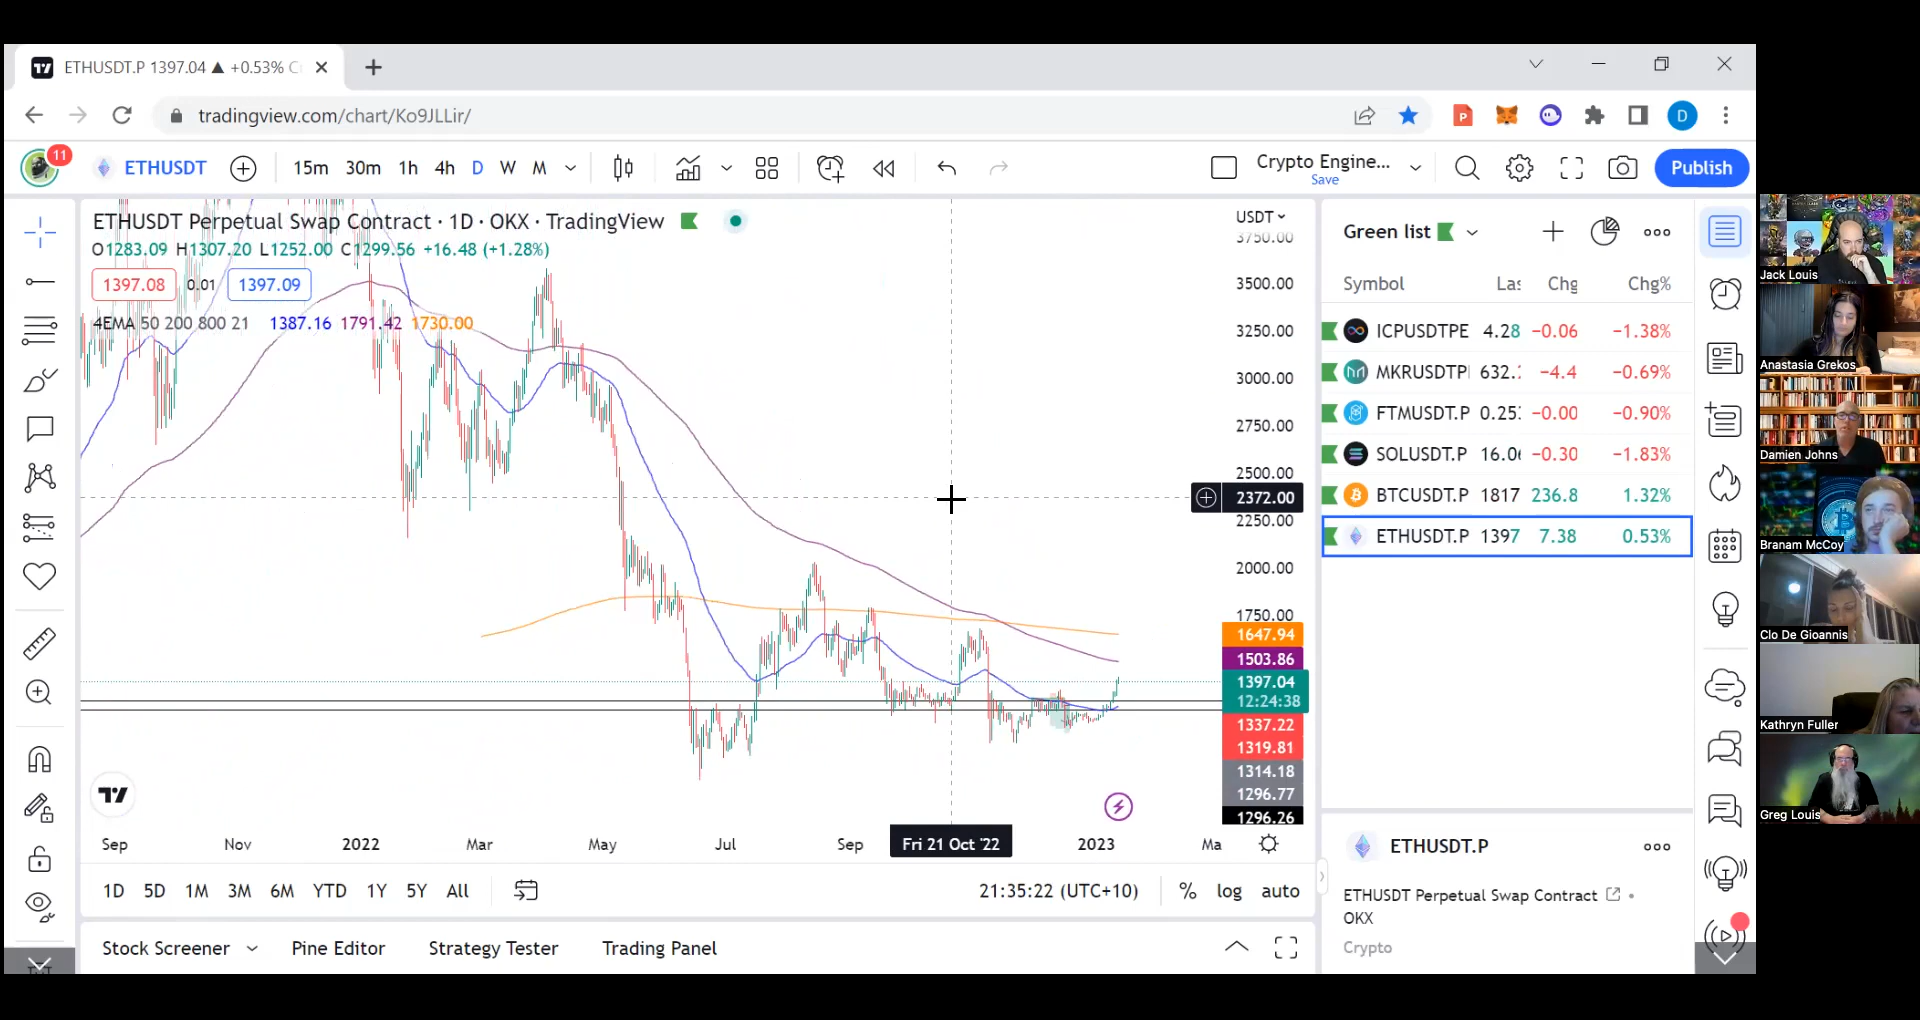 ETHUSDT.P 1397.04 ▲ +0.53%
tradingview.com/chart/Ko9JLLir/
P
D
11
ETHUSDT
15m 30m 1h 4h D W M
Crypto Engine...
Save
Publish
ETHUSDT Perpetual Swap Contract · 1D · OKX · TradingView
O1283.09 H1307.20 L1252.00 C1299.56 +16.48 (+1.28%)
1397.08 0.01 1397.09
4EMA 50 200 800 21 1387.16 1791.42 1730.00
USDT
3750.00
3500.00
3250.00
3000.00
2750.00
2500.00
2372.00
2250.00
2000.00
1750.00
1647.94
1503.86
1397.04
12:24:38
1337.22
1319.81
1314.18
1296.77
1296.26
Sep Nov 2022 Mar May Jul Sep Fri 21 Oct '22 2023 Ma
1D 5D 1M 3M 6M YTD 1Y 5Y All
21:35:22 (UTC+10) % log auto
Stock Screener Pine Editor Strategy Tester Trading Panel
Green list
Symbol Las Chg Chg%
ICPUSDTPE 4.28 −0.06 −1.38%
MKRUSDTP 632. −4.4 −0.69%
FTMUSDT.P 0.25 −0.00 −0.90%
SOLUSDT.P 16.0 −0.30 −1.83%
BTCUSDT.P 1817 236.8 1.32%
ETHUSDT.P 1397 7.38 0.53%
ETHUSDT.P
ETHUSDT Perpetual Swap Contract
OKX
Crypto
Jack Louis
Anastasia Grekos
Damien Johns
Branam McCoy
Clo De Gioannis
Kathryn Fuller
Greg Louis